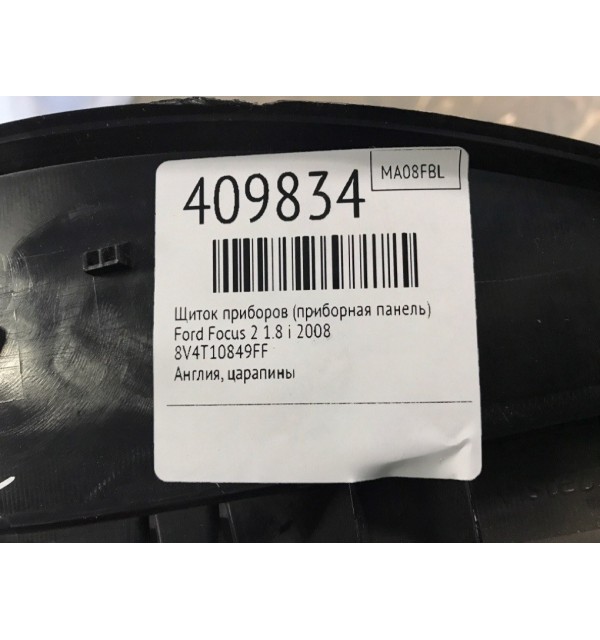 409834
MA08FBL
Щиток приборов (приборная панель)
Ford Focus 2 1.8 i 2008
8V4T10849FF
Англия, царапины